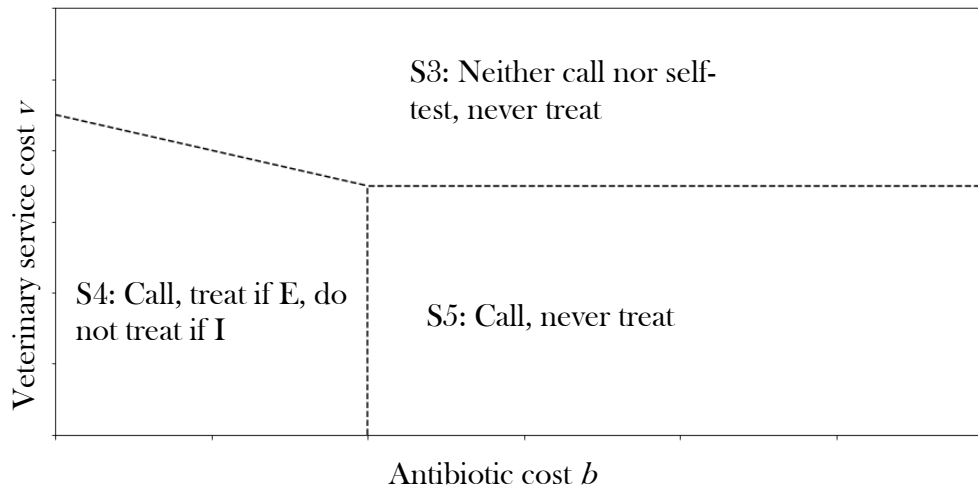 S3: Neither call nor self-
test, never treat
Veterinary service cost v
S4: Call, treat if E, do
not treat if I
S5: Call, never treat
Antibiotic cost b